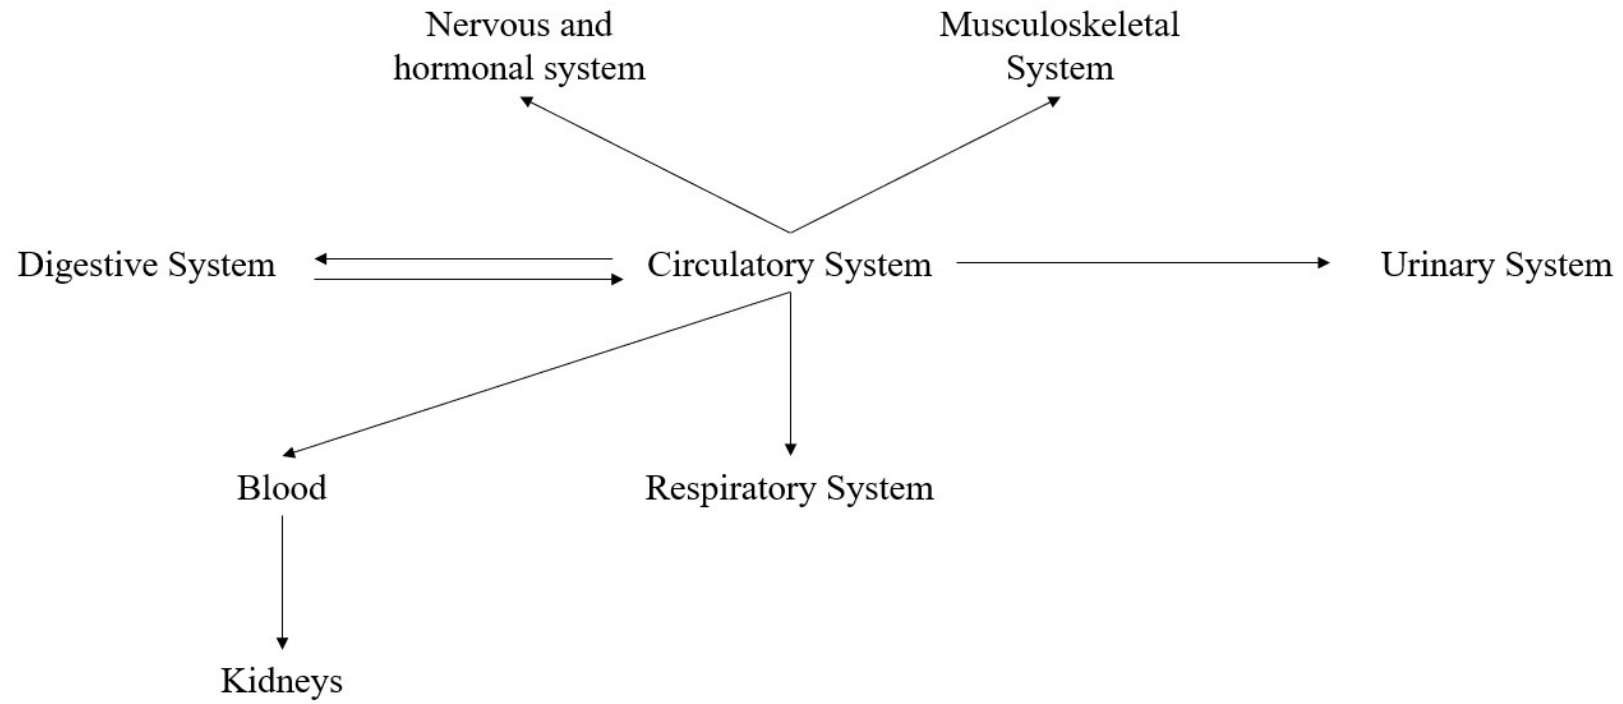 Nervous and
hormonal system
Musculoskeletal
System
Digestive System
Circulatory System
Urinary System
Blood
Respiratory System
Kidneys